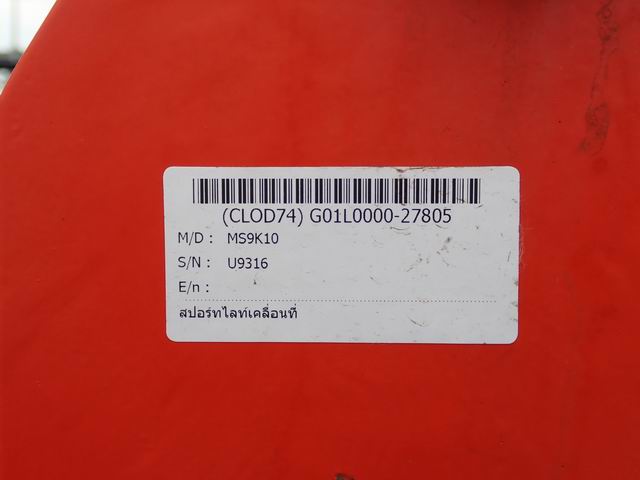 (CLOD74) G01L0000-27805
M/D : MS9K10
S/N : U9316
E/n :
สปอร์ทไลท์เคลื่อนที่